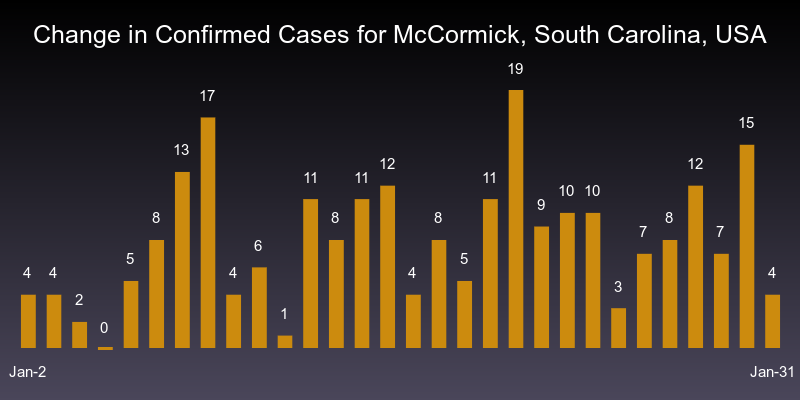 Change in Confirmed Cases for McCormick, South Carolina, USA
4 4 2 0 5 8 13 17 4 6 1 11 8 11 12 4 8 5 11 19 9 10 10 3 7 8 12 7 15 4
Jan-2 Jan-31